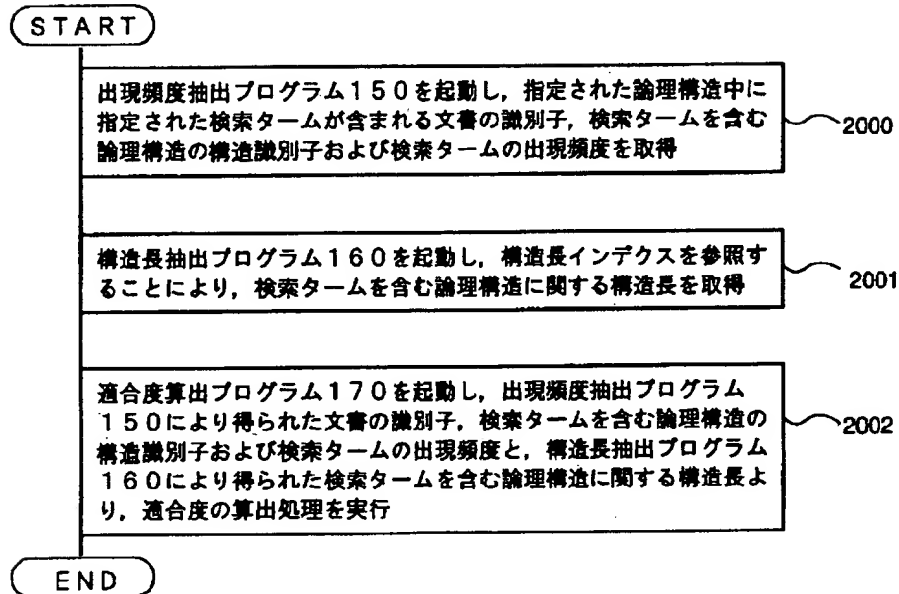 START
出現頻度抽出プログラム150を起動し，指定された論理構造中に
指定された検索タームが含まれる文書の識別子，検索タームを含む
論理構造の構造識別子および検索タームの出現頻度を取得
2000
構造長抽出プログラム160を起動し，構造長インデクスを参照す
ることにより，検索タームを含む論理構造に関する構造長を取得
2001
適合度算出プログラム170を起動し，出現頻度抽出プログラム
150により得られた文書の識別子，検索タームを含む論理構造の
構造識別子および検索タームの出現頻度と，構造長抽出プログラム
160により得られた検索タームを含む論理構造に関する構造長よ
り，適合度の算出処理を実行
2002
END